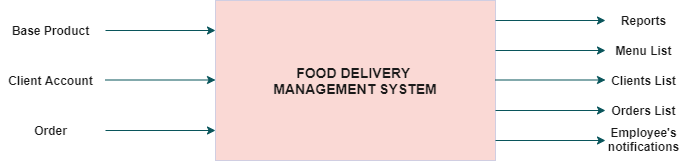 Base Product
Client Account
Order
FOOD DELIVERY
MANAGEMENT SYSTEM
Reports
Menu List
Clients List
Orders List
Employee's
notifications